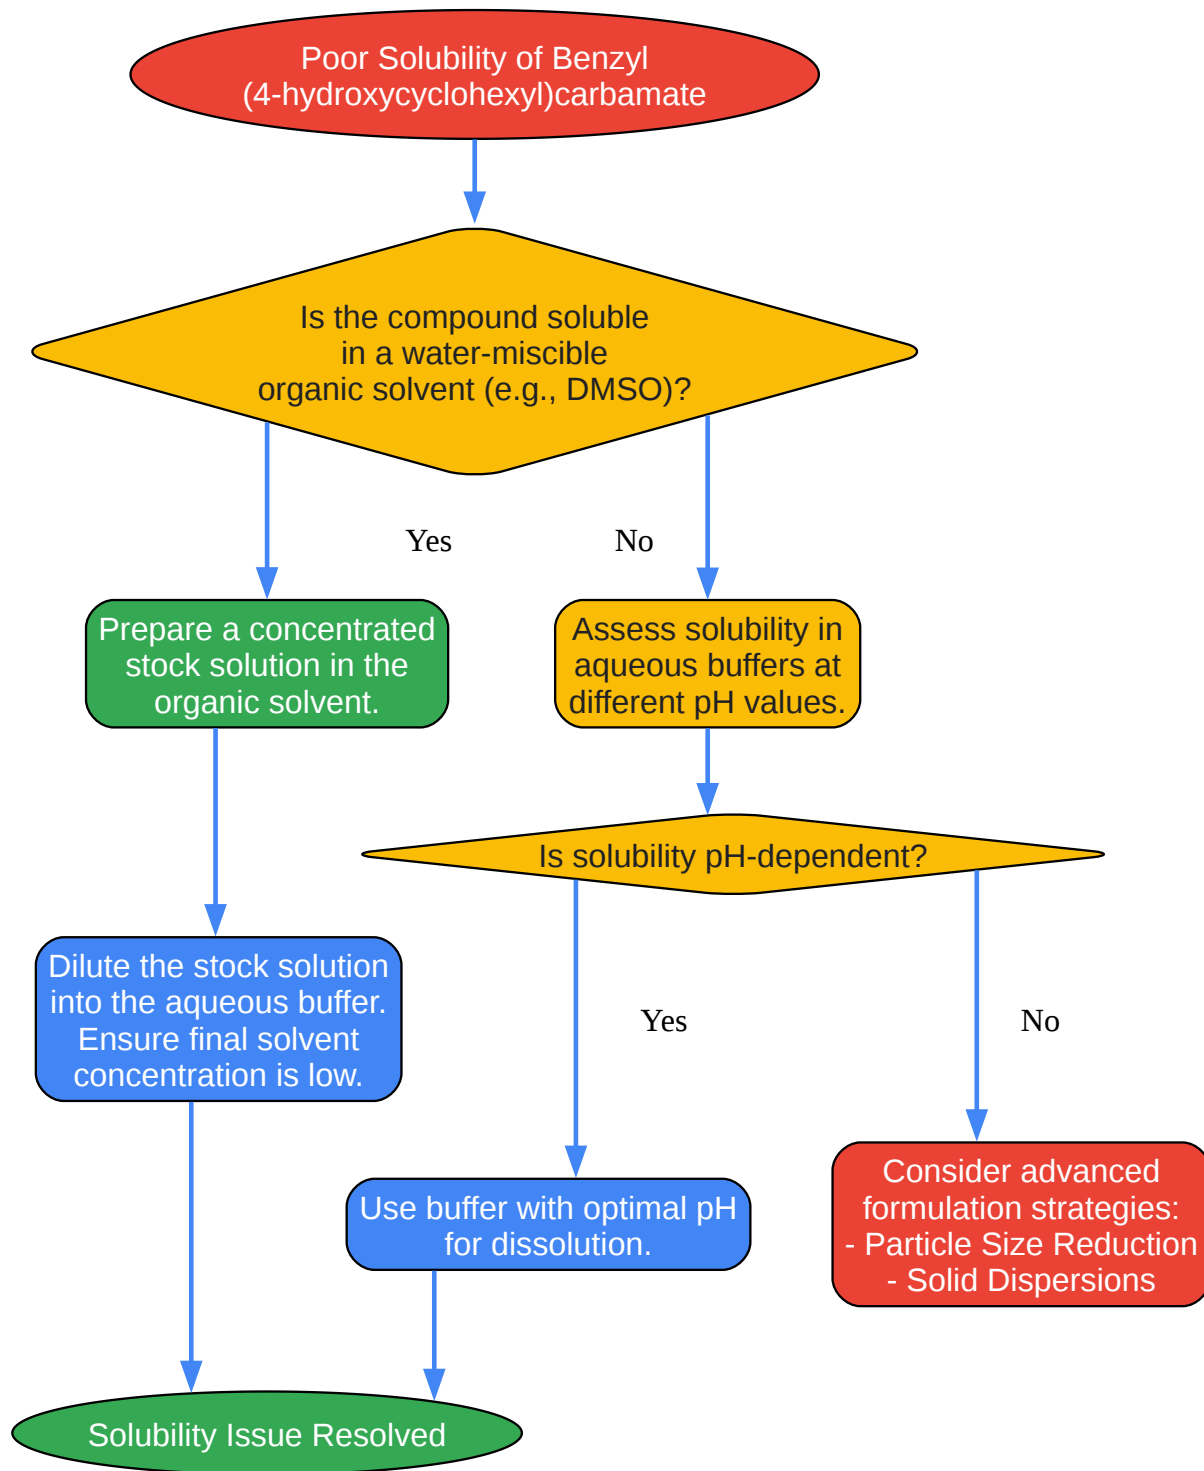 Poor Solubility of Benzyl
(4-hydroxycyclohexyl)carbamate
Is the compound soluble
in a water-miscible
organic solvent (e.g., DMSO)?
Yes
No
Prepare a concentrated
stock solution in the
organic solvent.
Assess solubility in
aqueous buffers at
different pH values.
Is solubility pH-dependent?
Dilute the stock solution
into the aqueous buffer.
Ensure final solvent
concentration is low.
Yes
No
Use buffer with optimal pH
for dissolution.
Consider advanced
formulation strategies:
- Particle Size Reduction
- Solid Dispersions
Solubility Issue Resolved